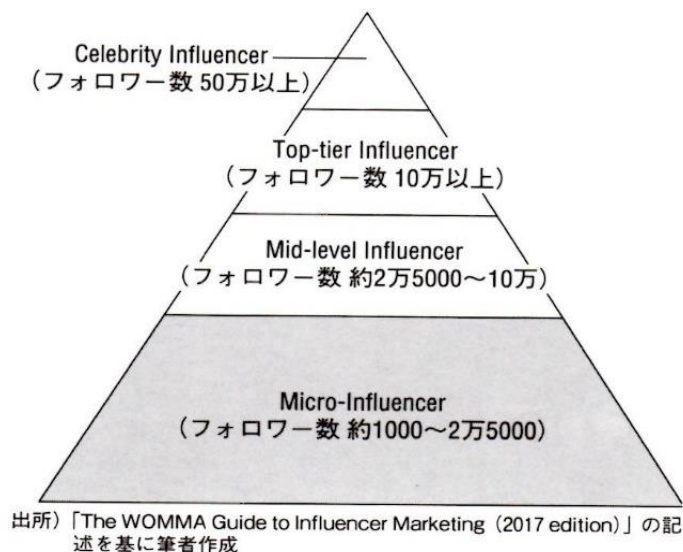 Celebrity Influencer
(フォロワー数 50万以上)
Top-tier Influencer
(フォロワー数 10万以上)
Mid-level Influencer
(フォロワー数 約2万5000〜10万)
Micro-Influencer
(フォロワー数 約1000〜2万5000)
出所)「The WOMMA Guide to Influencer Marketing (2017 edition)」の記
述を基に筆者作成